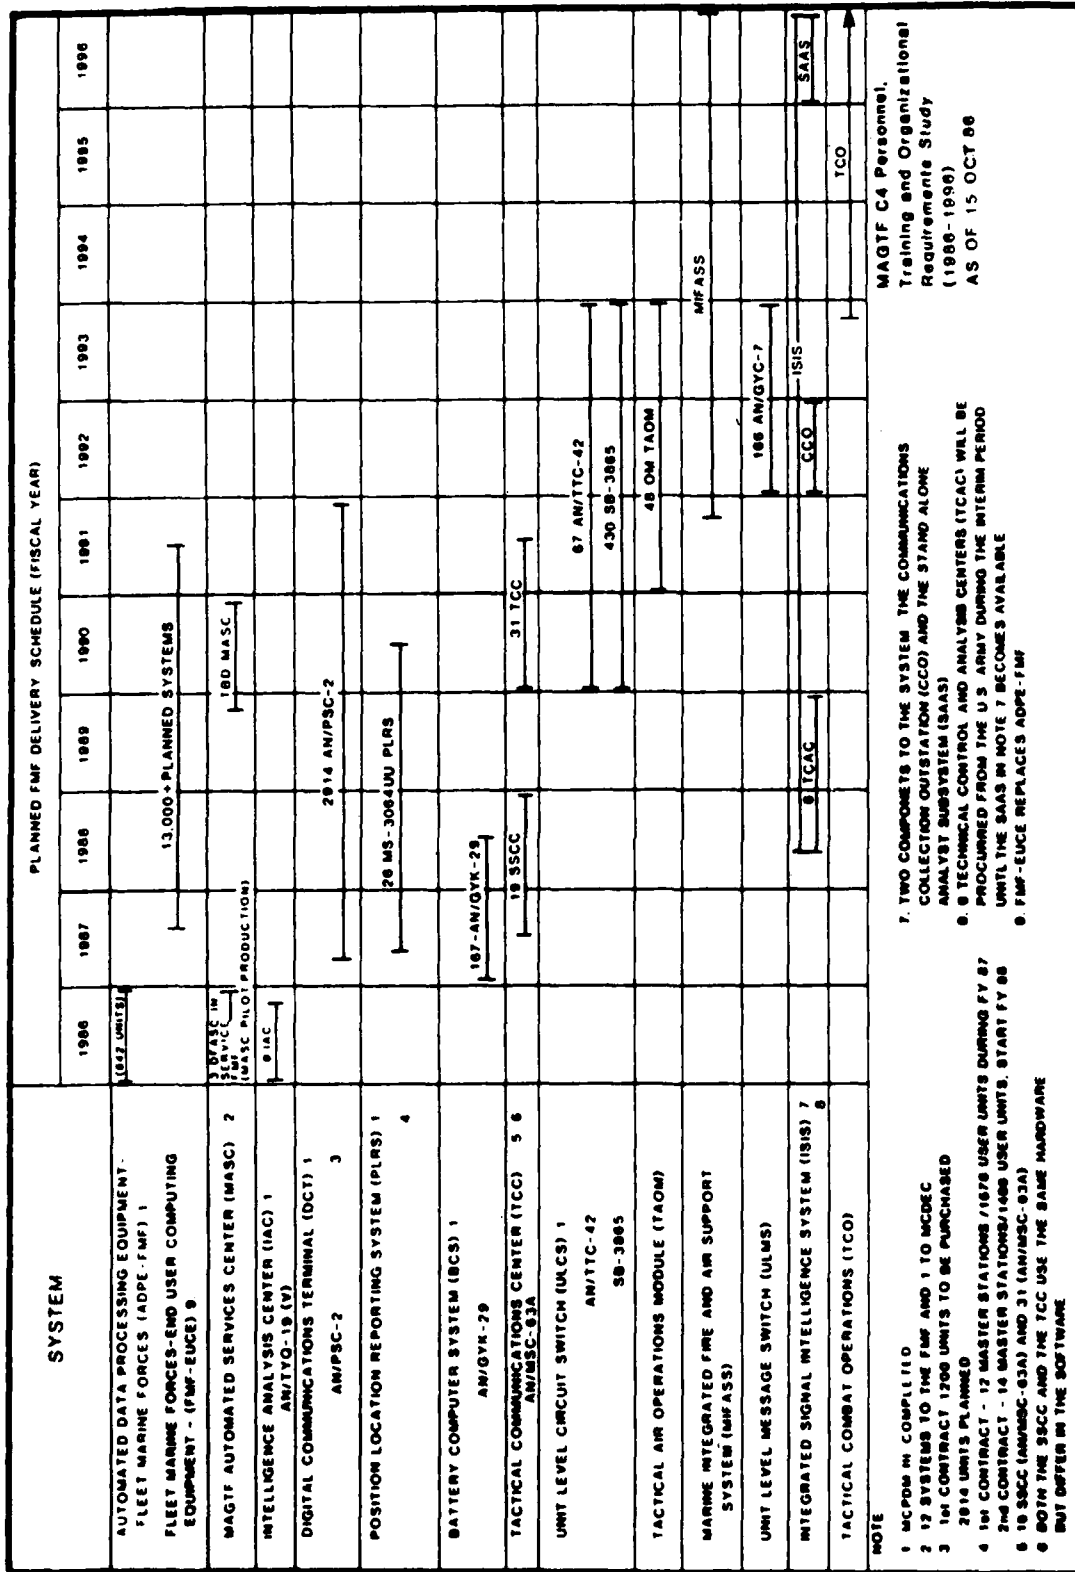 PLANNED FMF DELIVERY SCHEDULE (FISCAL YEAR)
SYSTEM
1986
1987
1988
1989
1990
1991
1992
1993
1994
1995
1996
AUTOMATED DATA PROCESSING EQUIPMENT-
FLEET MARINE FORCES (ADPE-FMF) 1
(842 UNITS)
FLEET MARINE FORCES-END USER COMPUTING
EQUIPMENT - (FMF-EUCE) 9
13,000+PLANNED SYSTEMS
MAGTF AUTOMATED SERVICES CENTER (MASC) 2
3 DFASC IN
SERVICE
FMF
(MASC PILOT PRODUCTION)
MASC
INTELLIGENCE ANALYSIS CENTER (IAC) 1
AN/TYQ-19 (V)
IAC
DIGITAL COMMUNICATIONS TERMINAL (DCT) 1
AN/PSC-2 3
2914 AN/PSC-2
POSITION LOCATION REPORTING SYSTEM (PLRS) 1
4
26 MS-3064UU PLRS
BATTERY COMPUTER SYSTEM (BCS) 1
AN/GYK-29
167-AN/GYK-29
TACTICAL COMMUNICATIONS CENTER (TCC) 5 6
AN/MSC-63A
19 SSCC
31 TCC
UNIT LEVEL CIRCUIT SWITCH (ULCS) 1
AN/TTC-42
67 AN/TTC-42
SB-3865
430 SB-3865
TACTICAL AIR OPERATIONS MODULE (TAOM)
48 OM TAOM
MARINE INTEGRATED FIRE AND AIR SUPPORT
SYSTEM (MIFASS)
MIFASS
UNIT LEVEL MESSAGE SWITCH (ULMS)
166 AN/GYC-7
INTEGRATED SIGNAL INTELLIGENCE SYSTEM (ISIS) 7
8
ISIS
TCAC
CCO
SAAS
TACTICAL COMBAT OPERATIONS (TCO)
TCO
NOTE
1 MCPDM III COMPLETED
2 12 SYSTEMS TO THE FMF AND 1 TO MCDEC
3 1st CONTRACT 1200 UNITS TO BE PURCHASED
2914 UNITS PLANNED
4 1st CONTRACT - 12 MASTER STATIONS /1678 USER UNITS DURING FY 87
2nd CONTRACT - 14 MASTER STATIONS/1486 USER UNITS. START FY 88
SSCC (AN/MSC-63A) AND 31 (AN/MSC-63A)
BOTH THE SSCC AND THE TCC USE THE SAME HARDWARE
BUT DIFFER IN THE SOFTWARE
7. TWO COMPONETS TO THE SYSTEM THE COMMUNICATIONS
COLLECTION OUTSTATION (CCO) AND THE STAND ALONE
ANALYST SUBSYSTEM (SAAS)
TECHNICAL CONTROL AND ANALYSIS CENTERS (TCAC) WILL BE
PROCURRED FROM THE U S ARMY DURING THE INTERIM PERIOD
UNTL THE SAAS IN NOTE 7 BECOMES AVAILABLE
9. FMF-EUCE REPLACES ADPE-FMF
MAGTF C4 Personnel,
Training and Organizational
Requirements Study
(1986-1996)
AS OF 15 OCT 86